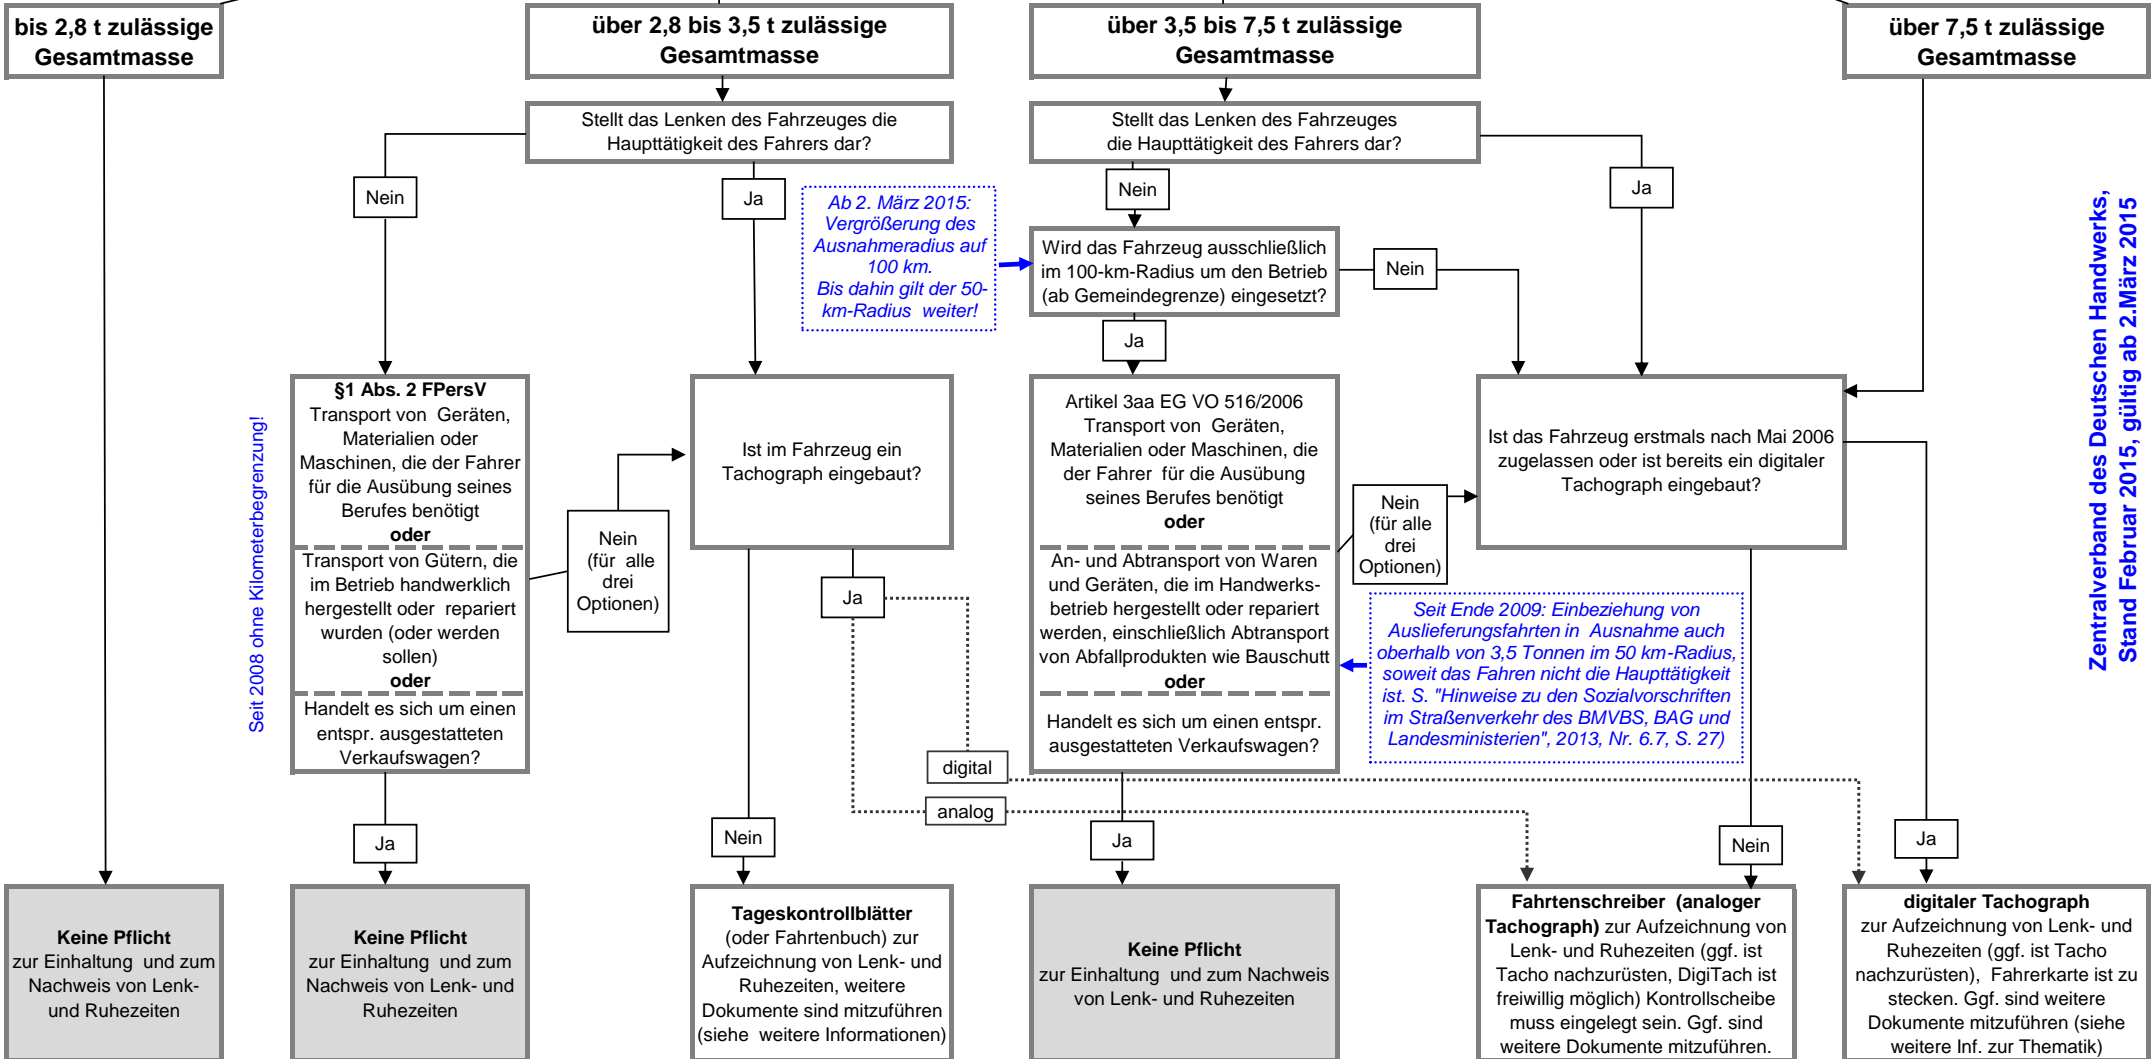 bis 2,8 t zulässige
Gesamtmasse
über 2,8 bis 3,5 t zulässige
Gesamtmasse
über 3,5 bis 7,5 t zulässige
Gesamtmasse
über 7,5 t zulässige
Gesamtmasse
Stellt das Lenken des Fahrzeuges die
Haupttätigkeit des Fahrers dar?
Stellt das Lenken des Fahrzeuges
die Haupttätigkeit des Fahrers dar?
Nein
Ja
Nein
Ja
Ab 2. März 2015:
Vergrößerung des
Ausnahmeradius auf
100 km.
Bis dahin gilt der 50-
km-Radius weiter!
Wird das Fahrzeug ausschließlich
im 100-km-Radius um den Betrieb
(ab Gemeindegrenze) eingesetzt?
Nein
Ja
Zentralverband des Deutschen Handwerks,
Stand Februar 2015, gültig ab 2.März 2015
Seit 2008 ohne Kilometerbegrenzung!
§1 Abs. 2 FPersV
Transport von Geräten,
Materialien oder
Maschinen, die der Fahrer
für die Ausübung seines
Berufes benötigt
oder
Transport von Gütern, die
im Betrieb handwerklich
hergestellt oder repariert
wurden (oder werden
sollen)
oder
Handelt es sich um einen
entspr. ausgestatteten
Verkaufswagen?
Nein
(für alle
drei
Optionen)
Ist im Fahrzeug ein
Tachograph eingebaut?
Ja
Artikel 3aa EG VO 516/2006
Transport von Geräten,
Materialien oder Maschinen, die
der Fahrer für die Ausübung
seines Berufes benötigt
oder
An- und Abtransport von Waren
und Geräten, die im Handwerks-
betrieb hergestellt oder repariert
werden, einschließlich Abtransport
von Abfallprodukten wie Bauschutt
oder
Handelt es sich um einen entspr.
ausgestatteten Verkaufswagen?
Nein
(für alle
drei
Optionen)
Ist das Fahrzeug erstmals nach Mai 2006
zugelassen oder ist bereits ein digitaler
Tachograph eingebaut?
Seit Ende 2009: Einbeziehung von
Auslieferungsfahrten in Ausnahme auch
oberhalb von 3,5 Tonnen im 50 km-Radius,
soweit das Fahren nicht die Haupttätigkeit
ist. S. "Hinweise zu den Sozialvorschriften
im Straßenverkehr des BMVBS, BAG und
Landesministerien", 2013, Nr. 6.7, S. 27)
digital
analog
Ja
Nein
Ja
Nein
Ja
Keine Pflicht
zur Einhaltung und zum
Nachweis von Lenk-
und Ruhezeiten
Keine Pflicht
zur Einhaltung und zum
Nachweis von Lenk- und
Ruhezeiten
Tageskontrollblätter
(oder Fahrtenbuch) zur
Aufzeichnung von Lenk- und
Ruhezeiten, weitere
Dokumente sind mitzuführen
(siehe weitere Informationen)
Keine Pflicht
zur Einhaltung und zum Nachweis
von Lenk- und Ruhezeiten
Fahrtenschreiber (analoger
Tachograph) zur Aufzeichnung von
Lenk- und Ruhezeiten (ggf. ist
Tacho nachzurüsten, DigiTach ist
freiwillig möglich) Kontrollscheibe
muss eingelegt sein. Ggf. sind
weitere Dokumente mitzuführen.
digitaler Tachograph
zur Aufzeichnung von Lenk- und
Ruhezeiten (ggf. ist Tacho
nachzurüsten), Fahrerkarte ist zu
stecken. Ggf. sind weitere
Dokumente mitzuführen (siehe
weitere Inf. zur Thematik)